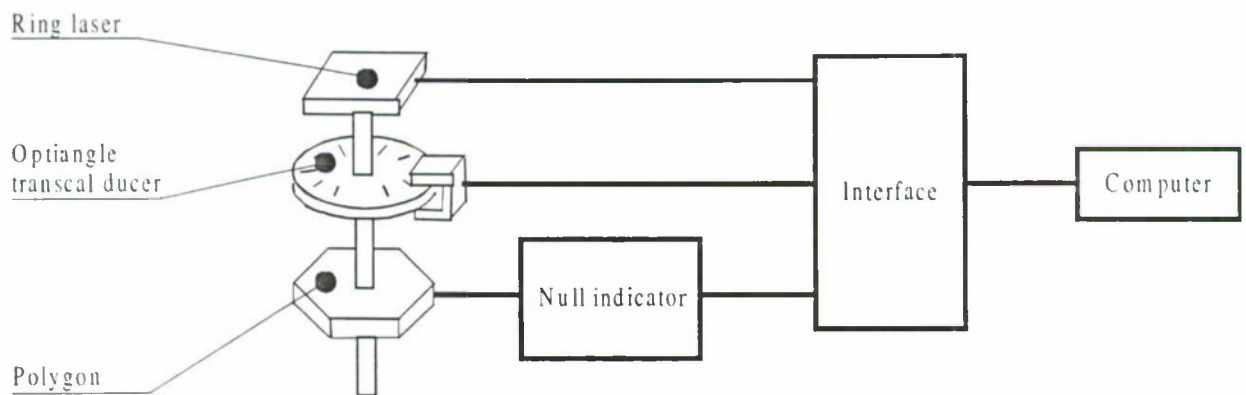 Ring laser
Optiangle
transcal ducer
Polygon
Null indicator
Interface
Computer